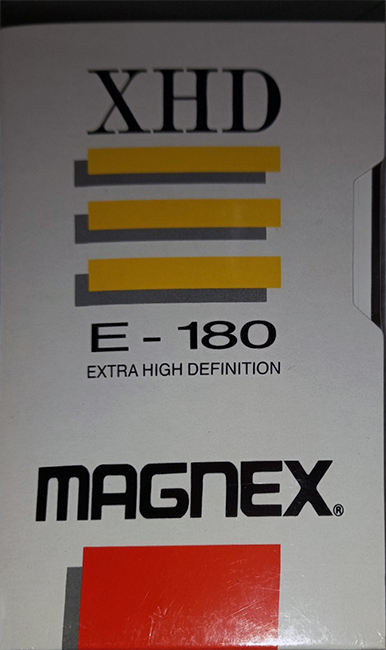 XHD
E - 180
EXTRA HIGH DEFINITION
MAGNEX®